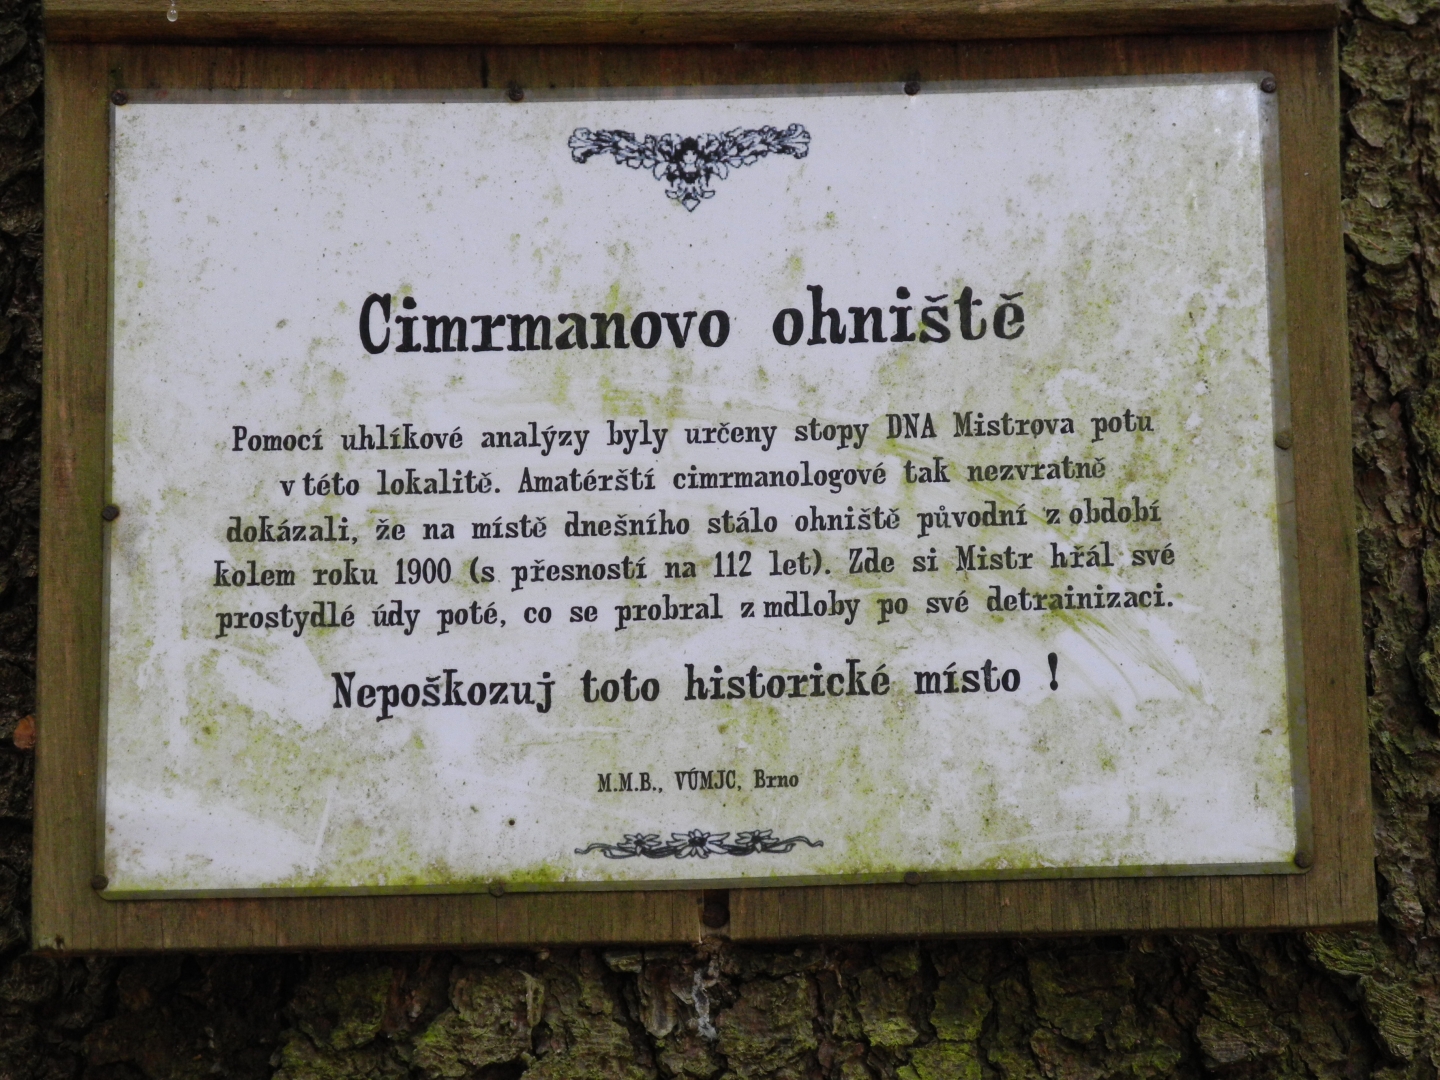 Cimrmanovo ohniště
Pomocí uhlíkové analýzy byly určeny stopy DNA Mistrova potu
v této lokalitě. Amatérští cimrmanologové tak nezvratně
dokázali, že na místě dnešního stálo ohniště původní z období
kolem roku 1900 (s přesností na 112 let). Zde si Mistr hřál své
prostydlé údy poté, co se probral z mdloby po své detrainizaci.
Nepoškozuj toto historické místo !
M.M.B., VÚMJC, Brno